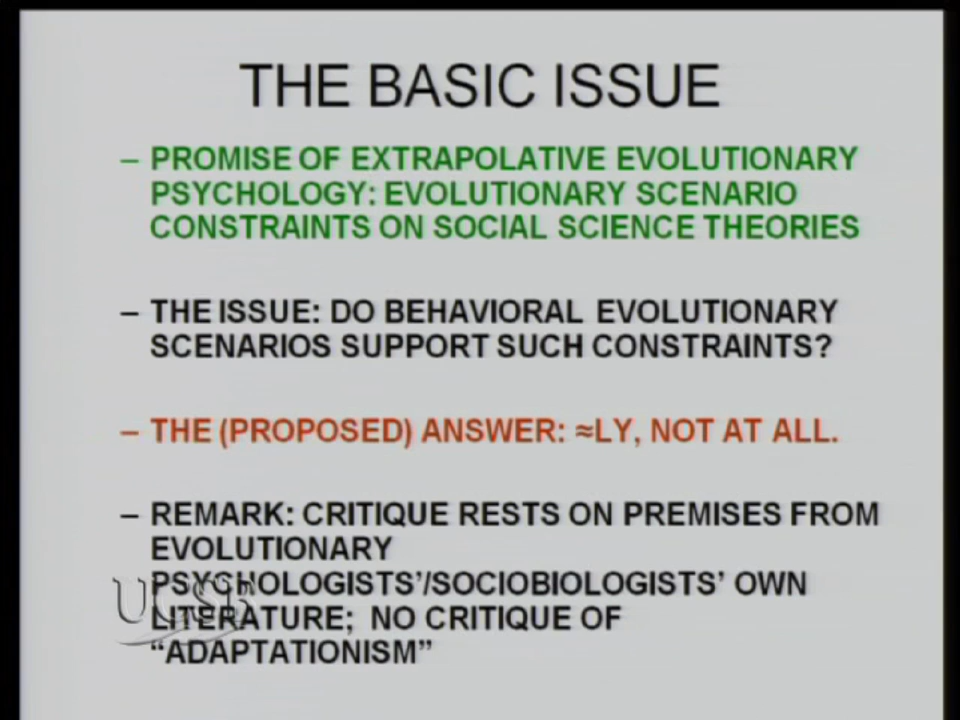 THE BASIC ISSUE
– PROMISE OF EXTRAPOLATIVE EVOLUTIONARY
PSYCHOLOGY: EVOLUTIONARY SCENARIO
CONSTRAINTS ON SOCIAL SCIENCE THEORIES
– THE ISSUE: DO BEHAVIORAL EVOLUTIONARY
SCENARIOS SUPPORT SUCH CONSTRAINTS?
– THE (PROPOSED) ANSWER: ≈LY, NOT AT ALL.
– REMARK: CRITIQUE RESTS ON PREMISES FROM
EVOLUTIONARY
PSYCHOLOGISTS’/SOCIOBIOLOGISTS’ OWN
LITERATURE; NO CRITIQUE OF
“ADAPTATIONISM”